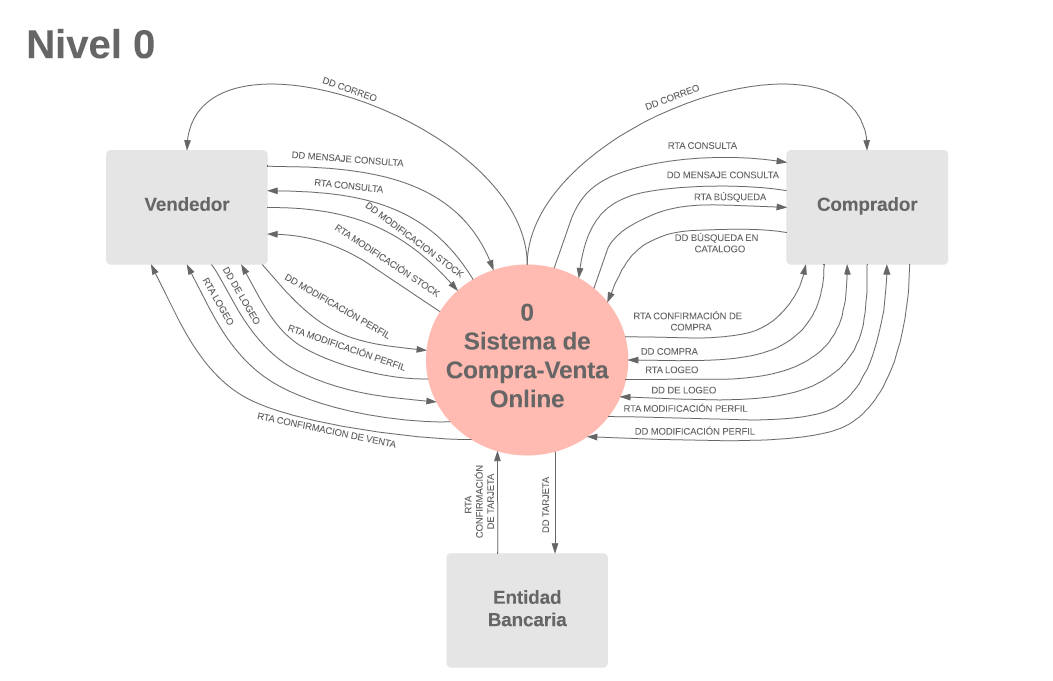 Nivel 0
DD CORREO
DD CORREO
DD MENSAJE CONSULTA
RTA CONSULTA
DD MODIFICACION STOCK
RTA MODIFICACIÓN STOCK
Vendedor
RTA CONSULTA
DD MENSAJE CONSULTA
RTA BÚSQUEDA
DD BÚSQUEDA EN
CATALOGO
Comprador
DD DE LOGEO
RTA LOGEO
DD MODIFICACIÓN PERFIL
RTA MODIFICACIÓN PERFIL
RTA CONFIRMACION DE VENTA
0
Sistema de
Compra-Venta
Online
RTA CONFIRMACIÓN DE
COMPRA
DD COMPRA
RTA LOGEO
DD DE LOGEO
RTA MODIFICACIÓN PERFIL
DD MODIFICACIÓN PERFIL
RTA
CONFIRMACIÓN
DE TARJETA
DD TARJETA
Entidad
Bancaria